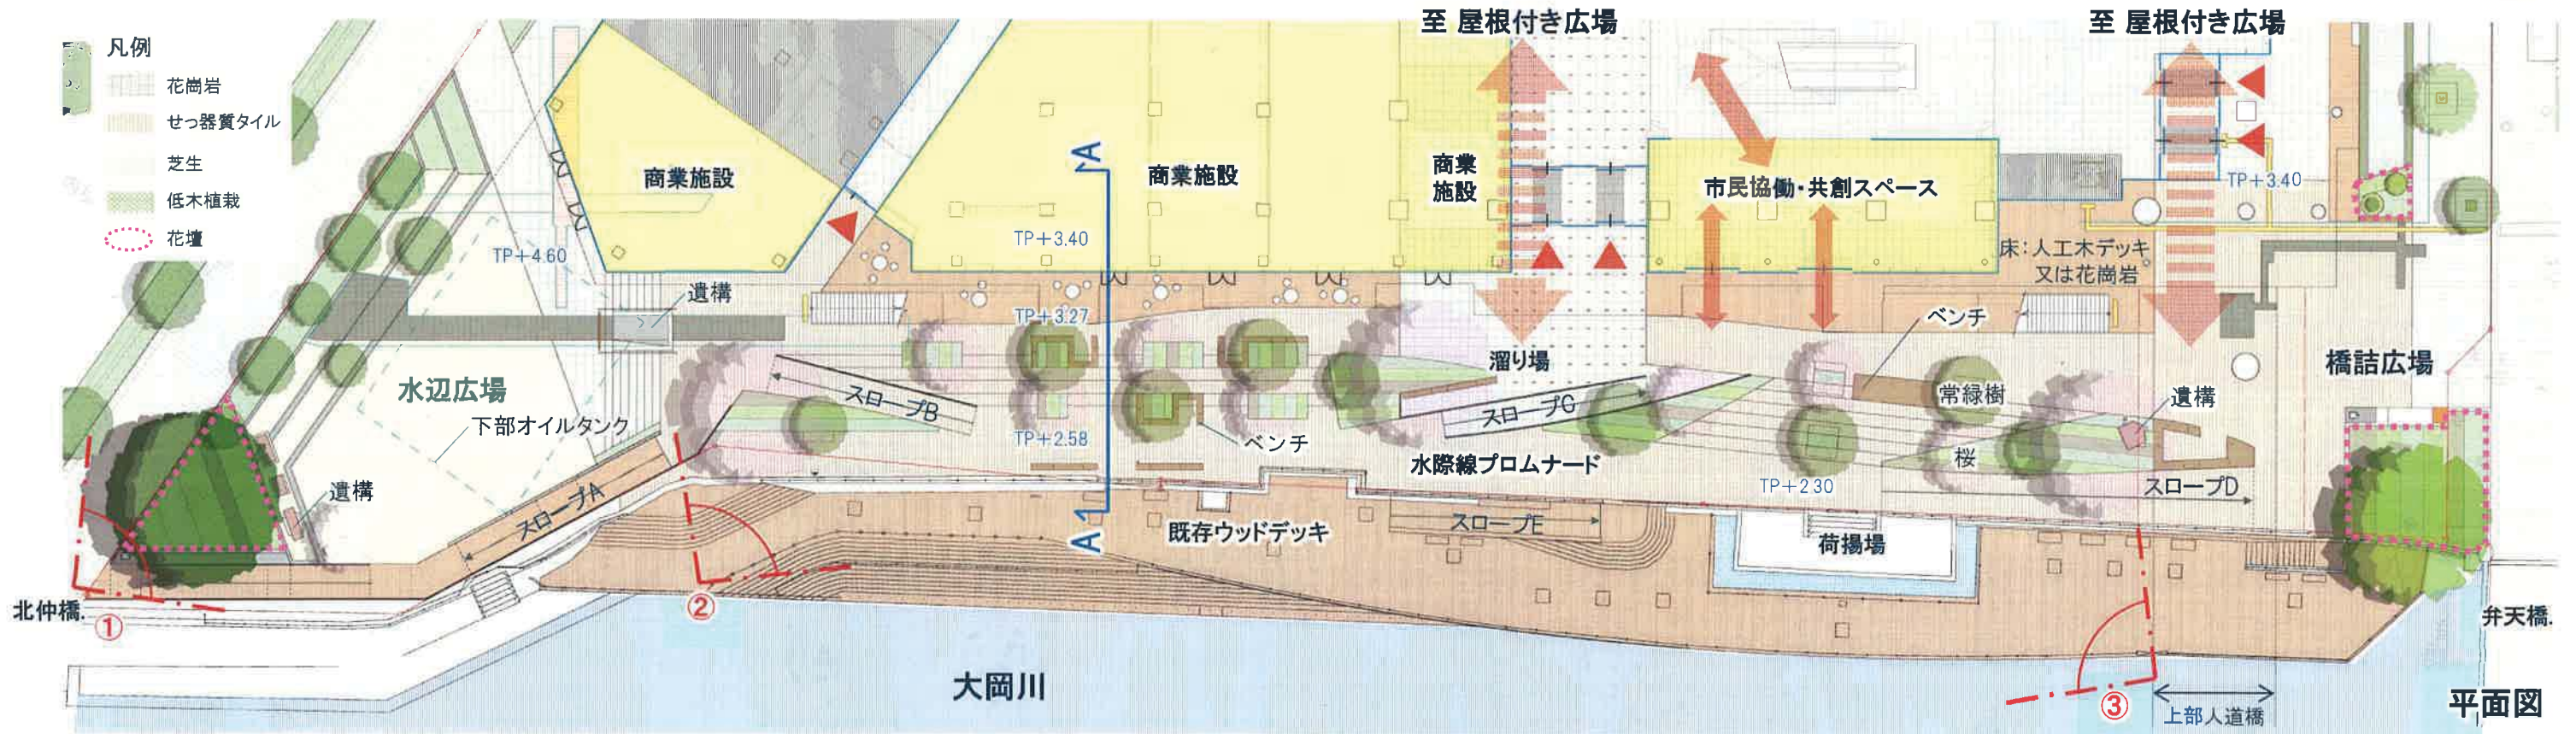 至 屋根付き広場
至 屋根付き広場
凡例
花崗岩
せっ器質タイル
芝生
低木植栽
花壇
商業施設
商業施設
商業
施設
市民協働・共創スペース
A
TP+3.40
TP+4.60
TP+3.40
床：人工木デッキ
又は花崗岩
遺構
TP+3.27
ベンチ
溜り場
橋詰広場
水辺広場
スロープB
スロープC
常緑樹
遺構
下部オイルタンク
TP+2.58
ベンチ
水際線プロムナード
桜
遺構
スロープA
TP+2.30
スロープD
A
既存ウッドデッキ
スロープE
荷揚場
北仲橋
①
②
弁天橋
大岡川
③
上部人道橋
平面図